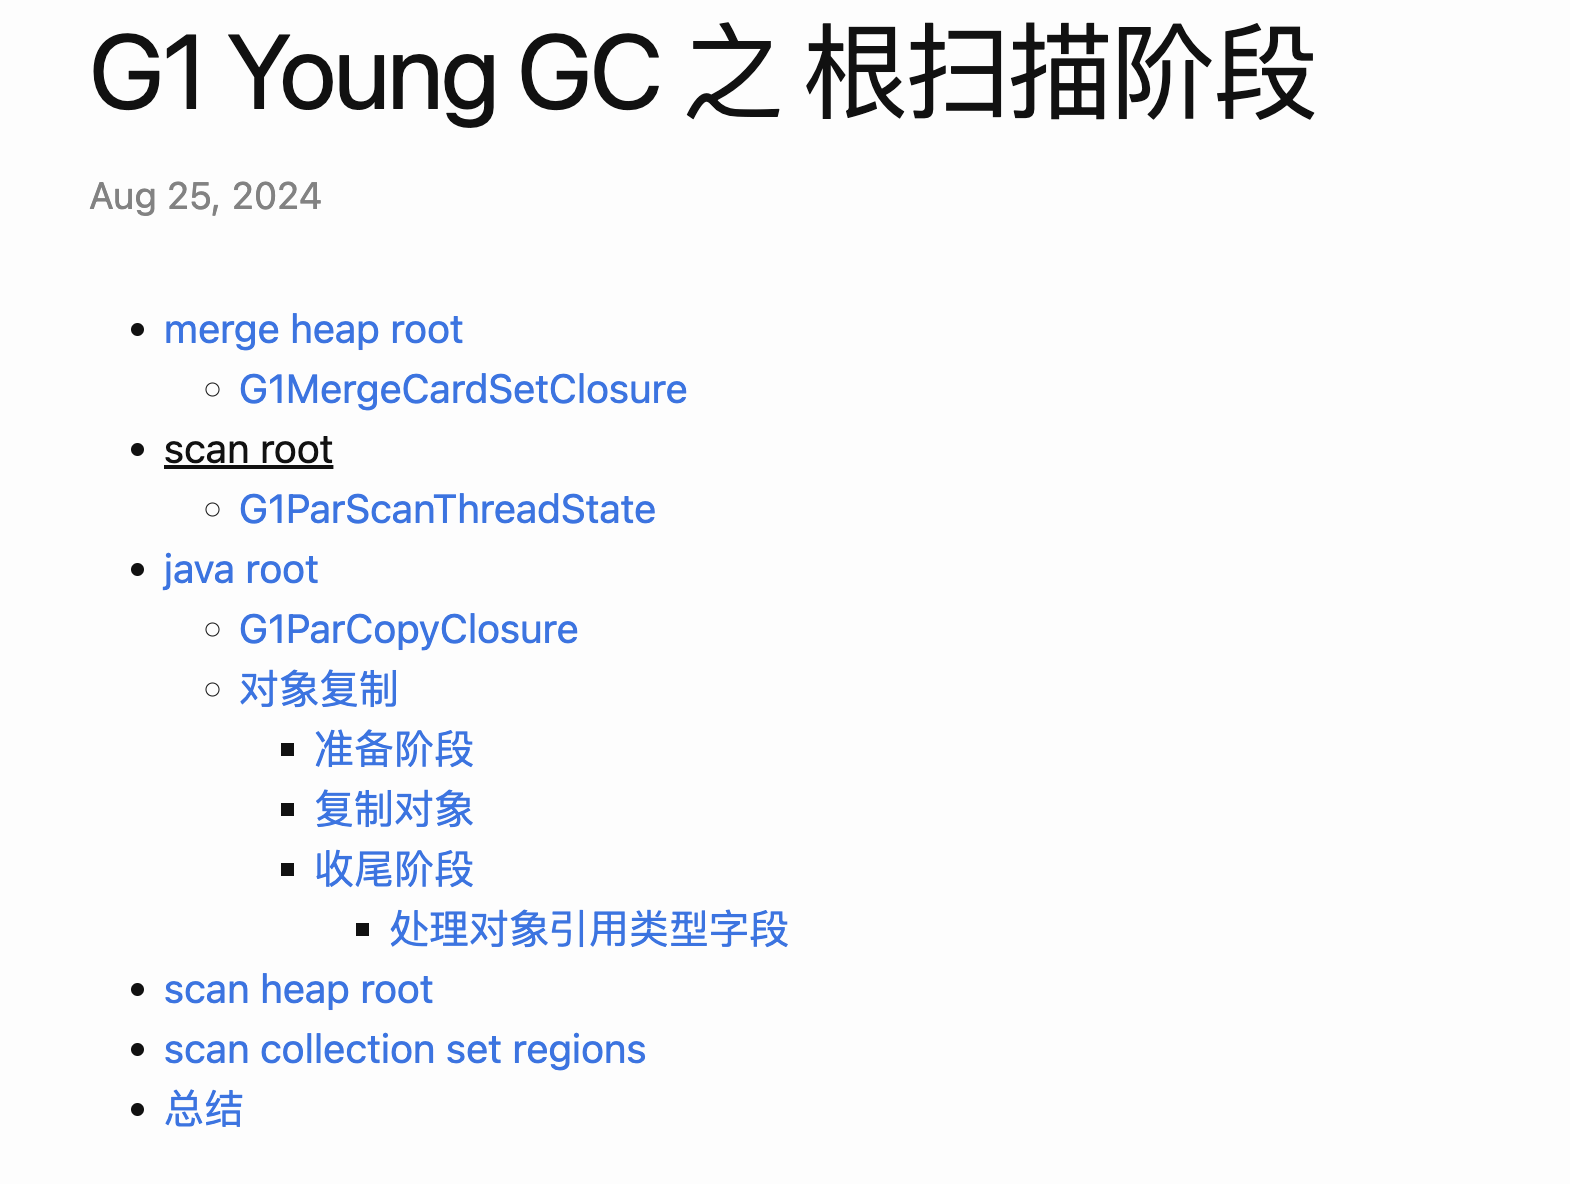 G1 Young GC 之 根扫描阶段
Aug 25, 2024
merge heap root
G1MergeCardSetClosure
scan root
G1ParScanThreadState
java root
G1ParCopyClosure
对象复制
准备阶段
复制对象
收尾阶段
处理对象引用类型字段
scan heap root
scan collection set regions
总结